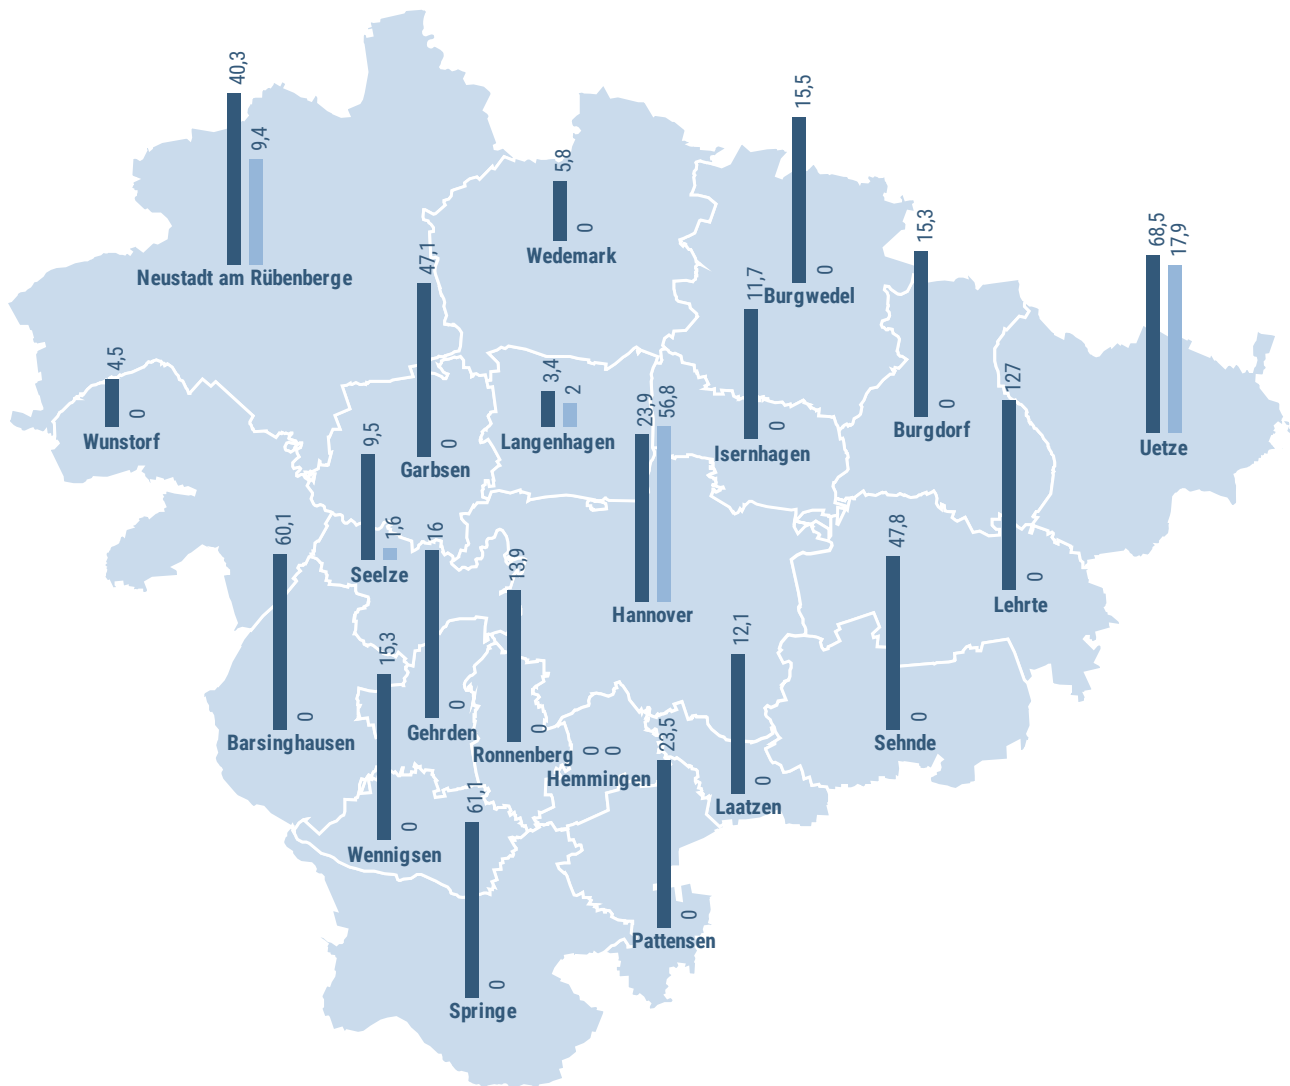 40,3
9,4
Neustadt am Rübenberge
5,8
0
Wedemark
15,5
0
Burgwedel
15,3
0
Burgdorf
68,5
17,9
Uetze
47,1
0
Garbsen
11,7
0
Isernhagen
4,5
0
Wunstorf
3,4
2
Langenhagen
23,9
56,8
Hannover
127
0
Lehrte
9,5
1,6
Seelze
60,1
0
Barsinghausen
16
0
Gehrden
13,9
0
Ronnenberg
47,8
0
Sehnde
15,3
0
Wennigsen
0
0
Hemmingen
12,1
0
Laatzen
23,5
0
Pattensen
61,1
0
Springe